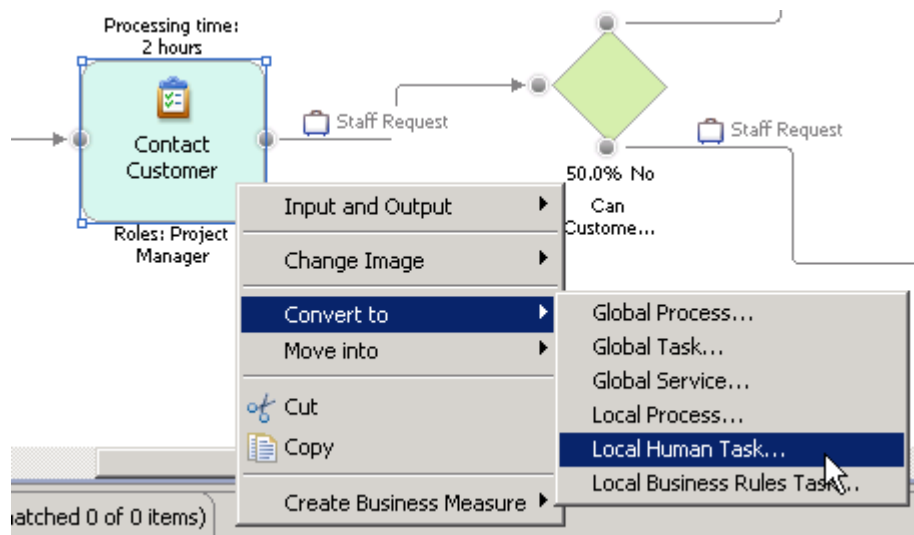 Processing time:
2 hours
Contact
Customer
Roles: Project
Manager
Staff Request
50.0% No
Can
Custome...
Staff Request
Input and Output
Change Image
Convert to
Move into
Cut
Copy
Create Business Measure
Global Process...
Global Task...
Global Service...
Local Process...
Local Human Task...
Local Business Rules Task...
atched 0 of 0 items)